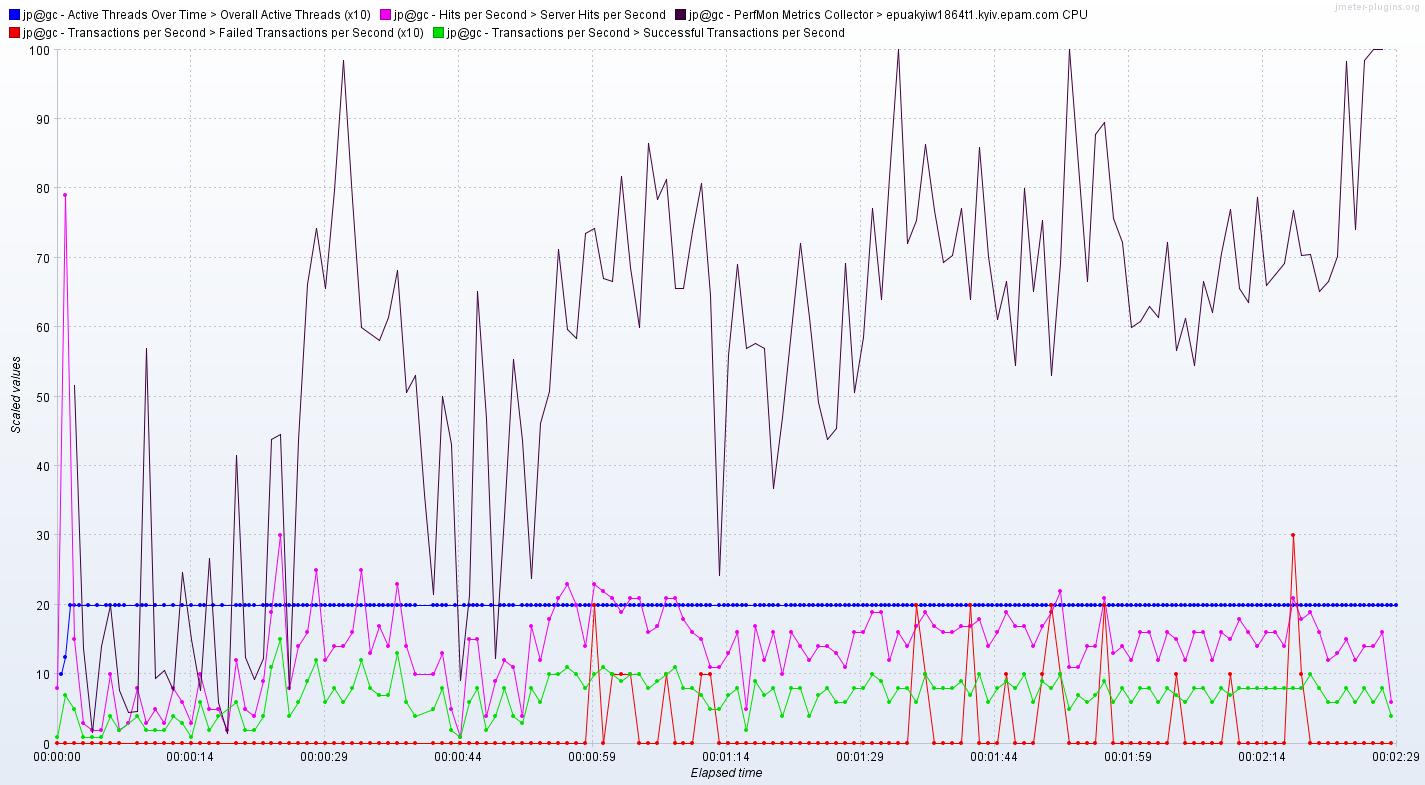 jp@gc - Active Threads Over Time > Overall Active Threads (x10) jp@gc - Hits per Second > Server Hits per Second jp@gc - PerfMon Metrics Collector > epuakyiw1864t1.kyiv.epam.com CPU
jmeter-plugins.org
jp@gc - Transactions per Second > Failed Transactions per Second (x10) jp@gc - Transactions per Second > Successful Transactions per Second
100
90
80
70
60
50
40
30
20
10
0
Scaled values
00:00:00 00:00:14 00:00:29 00:00:44 00:00:59 00:01:14 00:01:29 00:01:44 00:01:59 00:02:14 00:02:29
Elapsed time